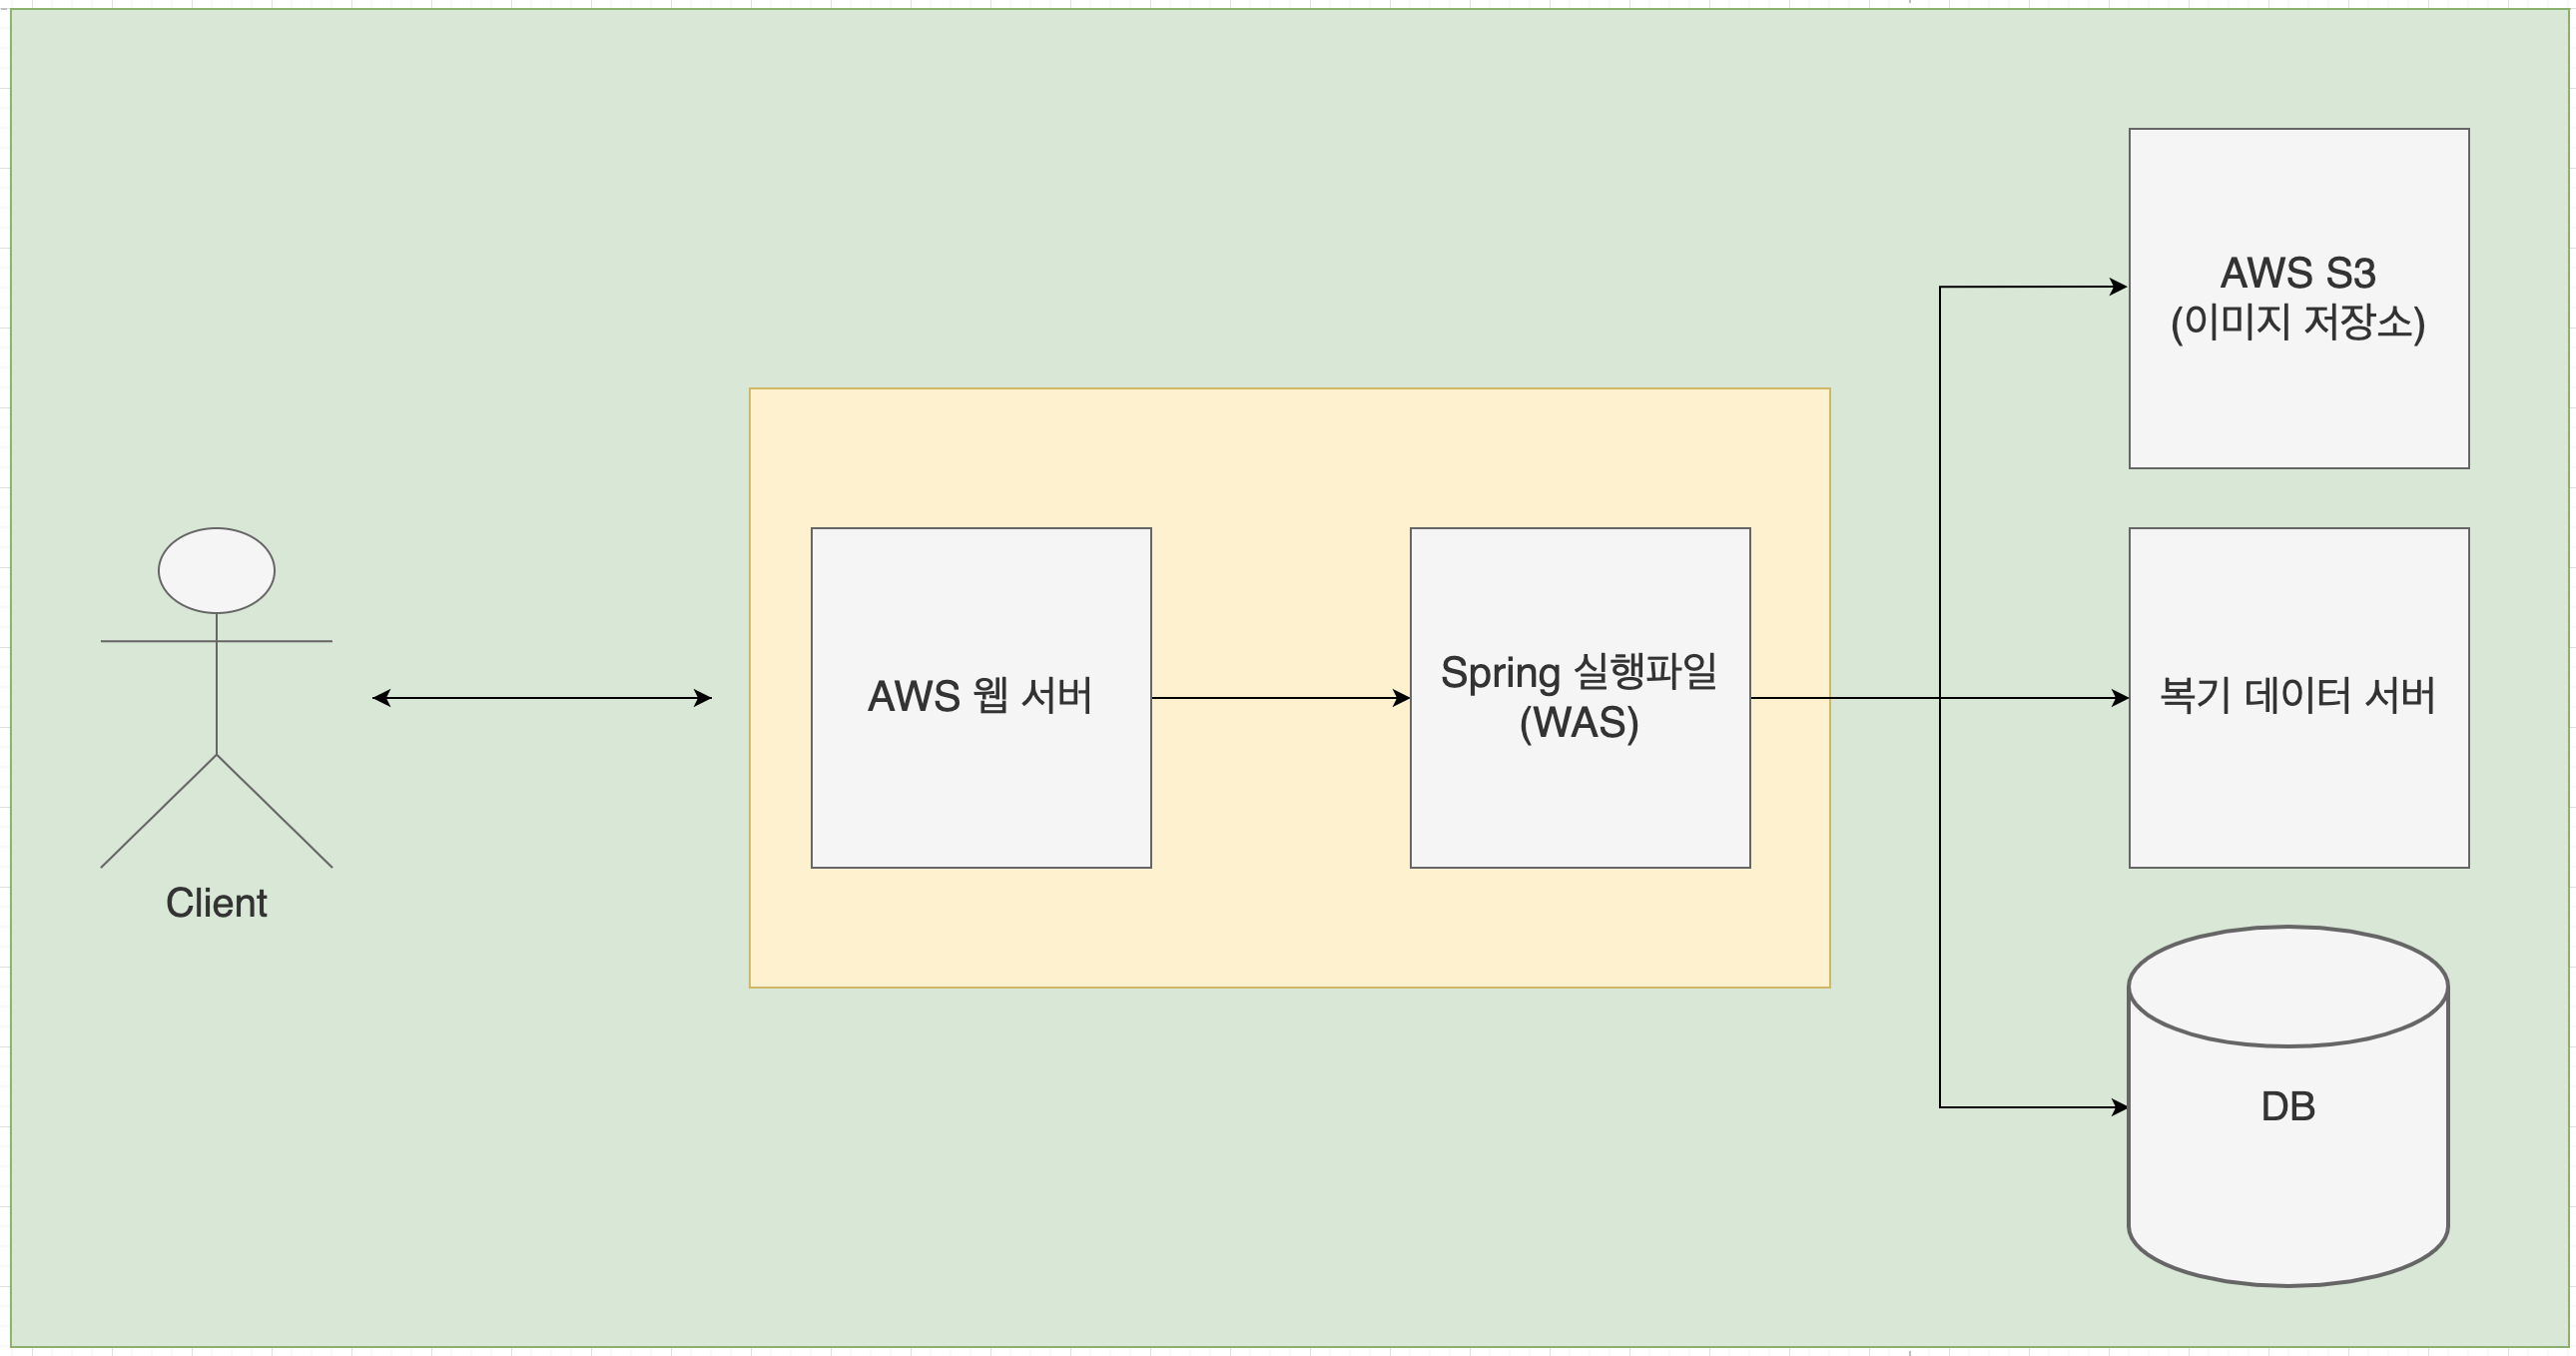 Client
AWS 웹 서버
Spring 실행파일
(WAS)
AWS S3
(이미지 저장소)
복기 데이터 서버
DB